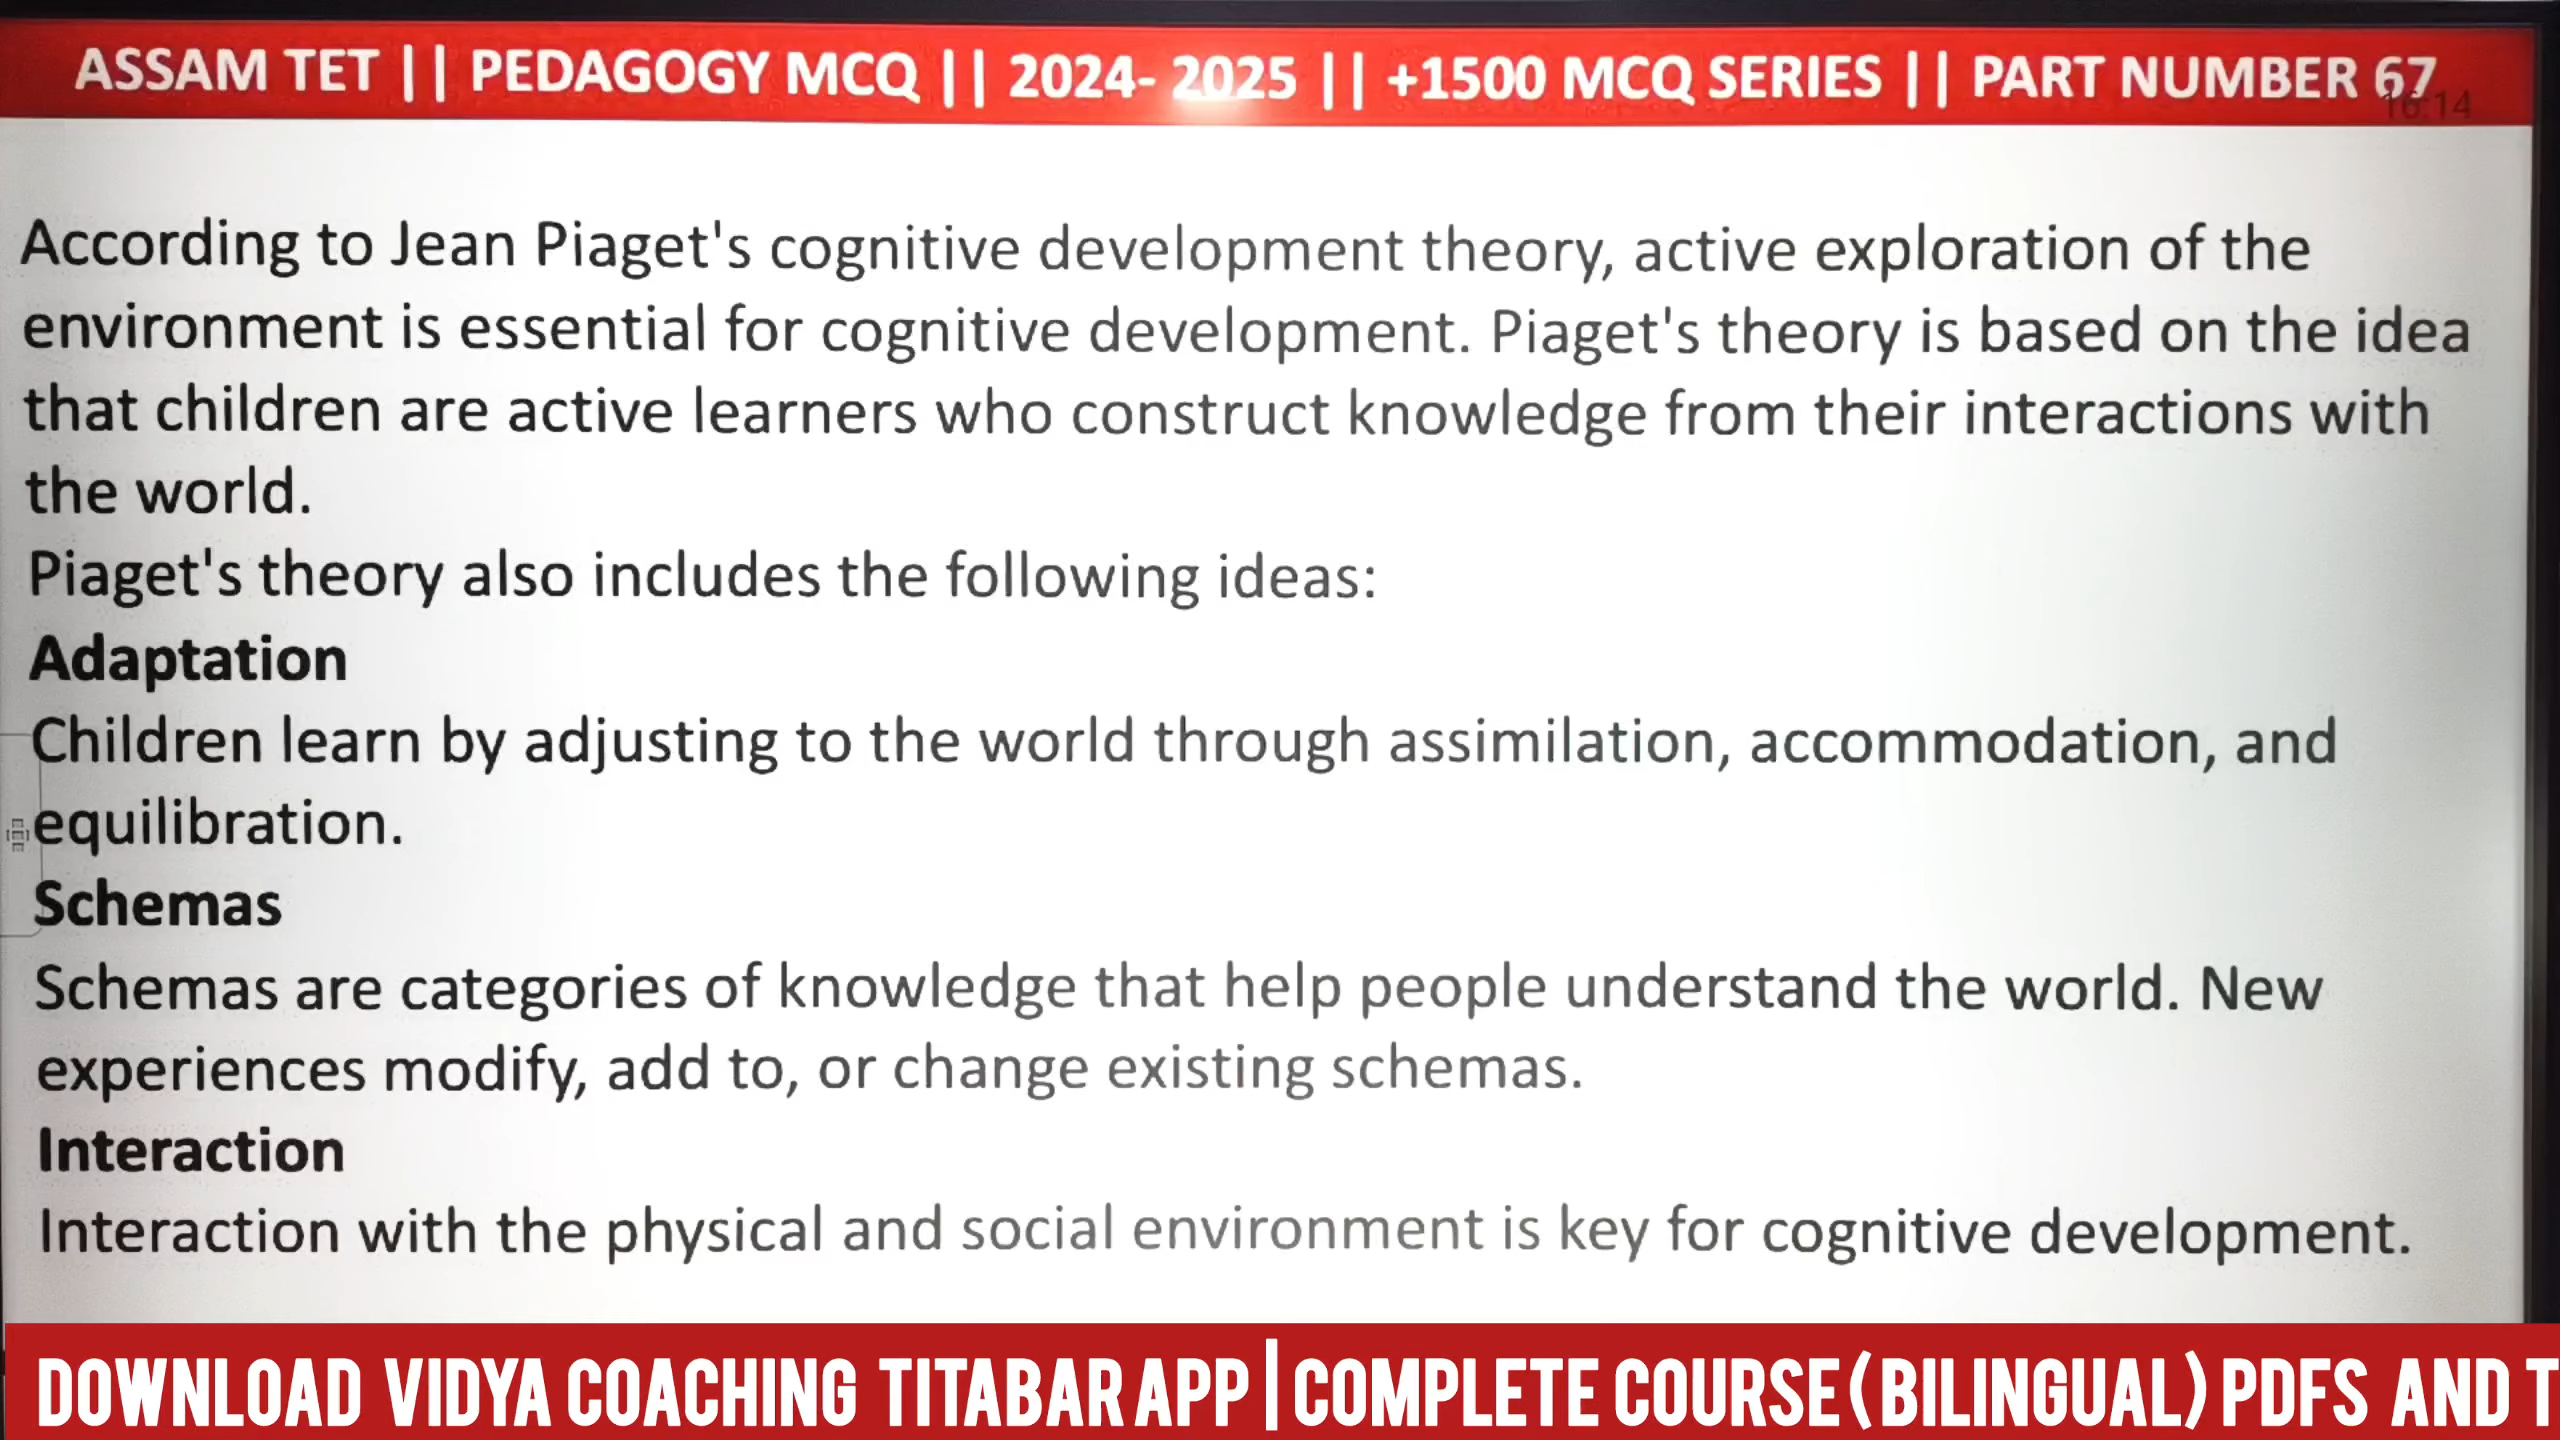 ASSAM TET || PEDAGOGY MCQ || 2024- 2025 || +1500 MCQ SERIES || PART NUMBER 67
16:14
According to Jean Piaget's cognitive development theory, active exploration of the
environment is essential for cognitive development. Piaget's theory is based on the idea
that children are active learners who construct knowledge from their interactions with
the world.
Piaget's theory also includes the following ideas:
Adaptation
Children learn by adjusting to the world through assimilation, accommodation, and
equilibration.
Schemas
Schemas are categories of knowledge that help people understand the world. New
experiences modify, add to, or change existing schemas.
Interaction
Interaction with the physical and social environment is key for cognitive development.
DOWNLOAD VIDYA COACHING TITABAR APP | COMPLETE COURSE (BILINGUAL) PDFS AND T